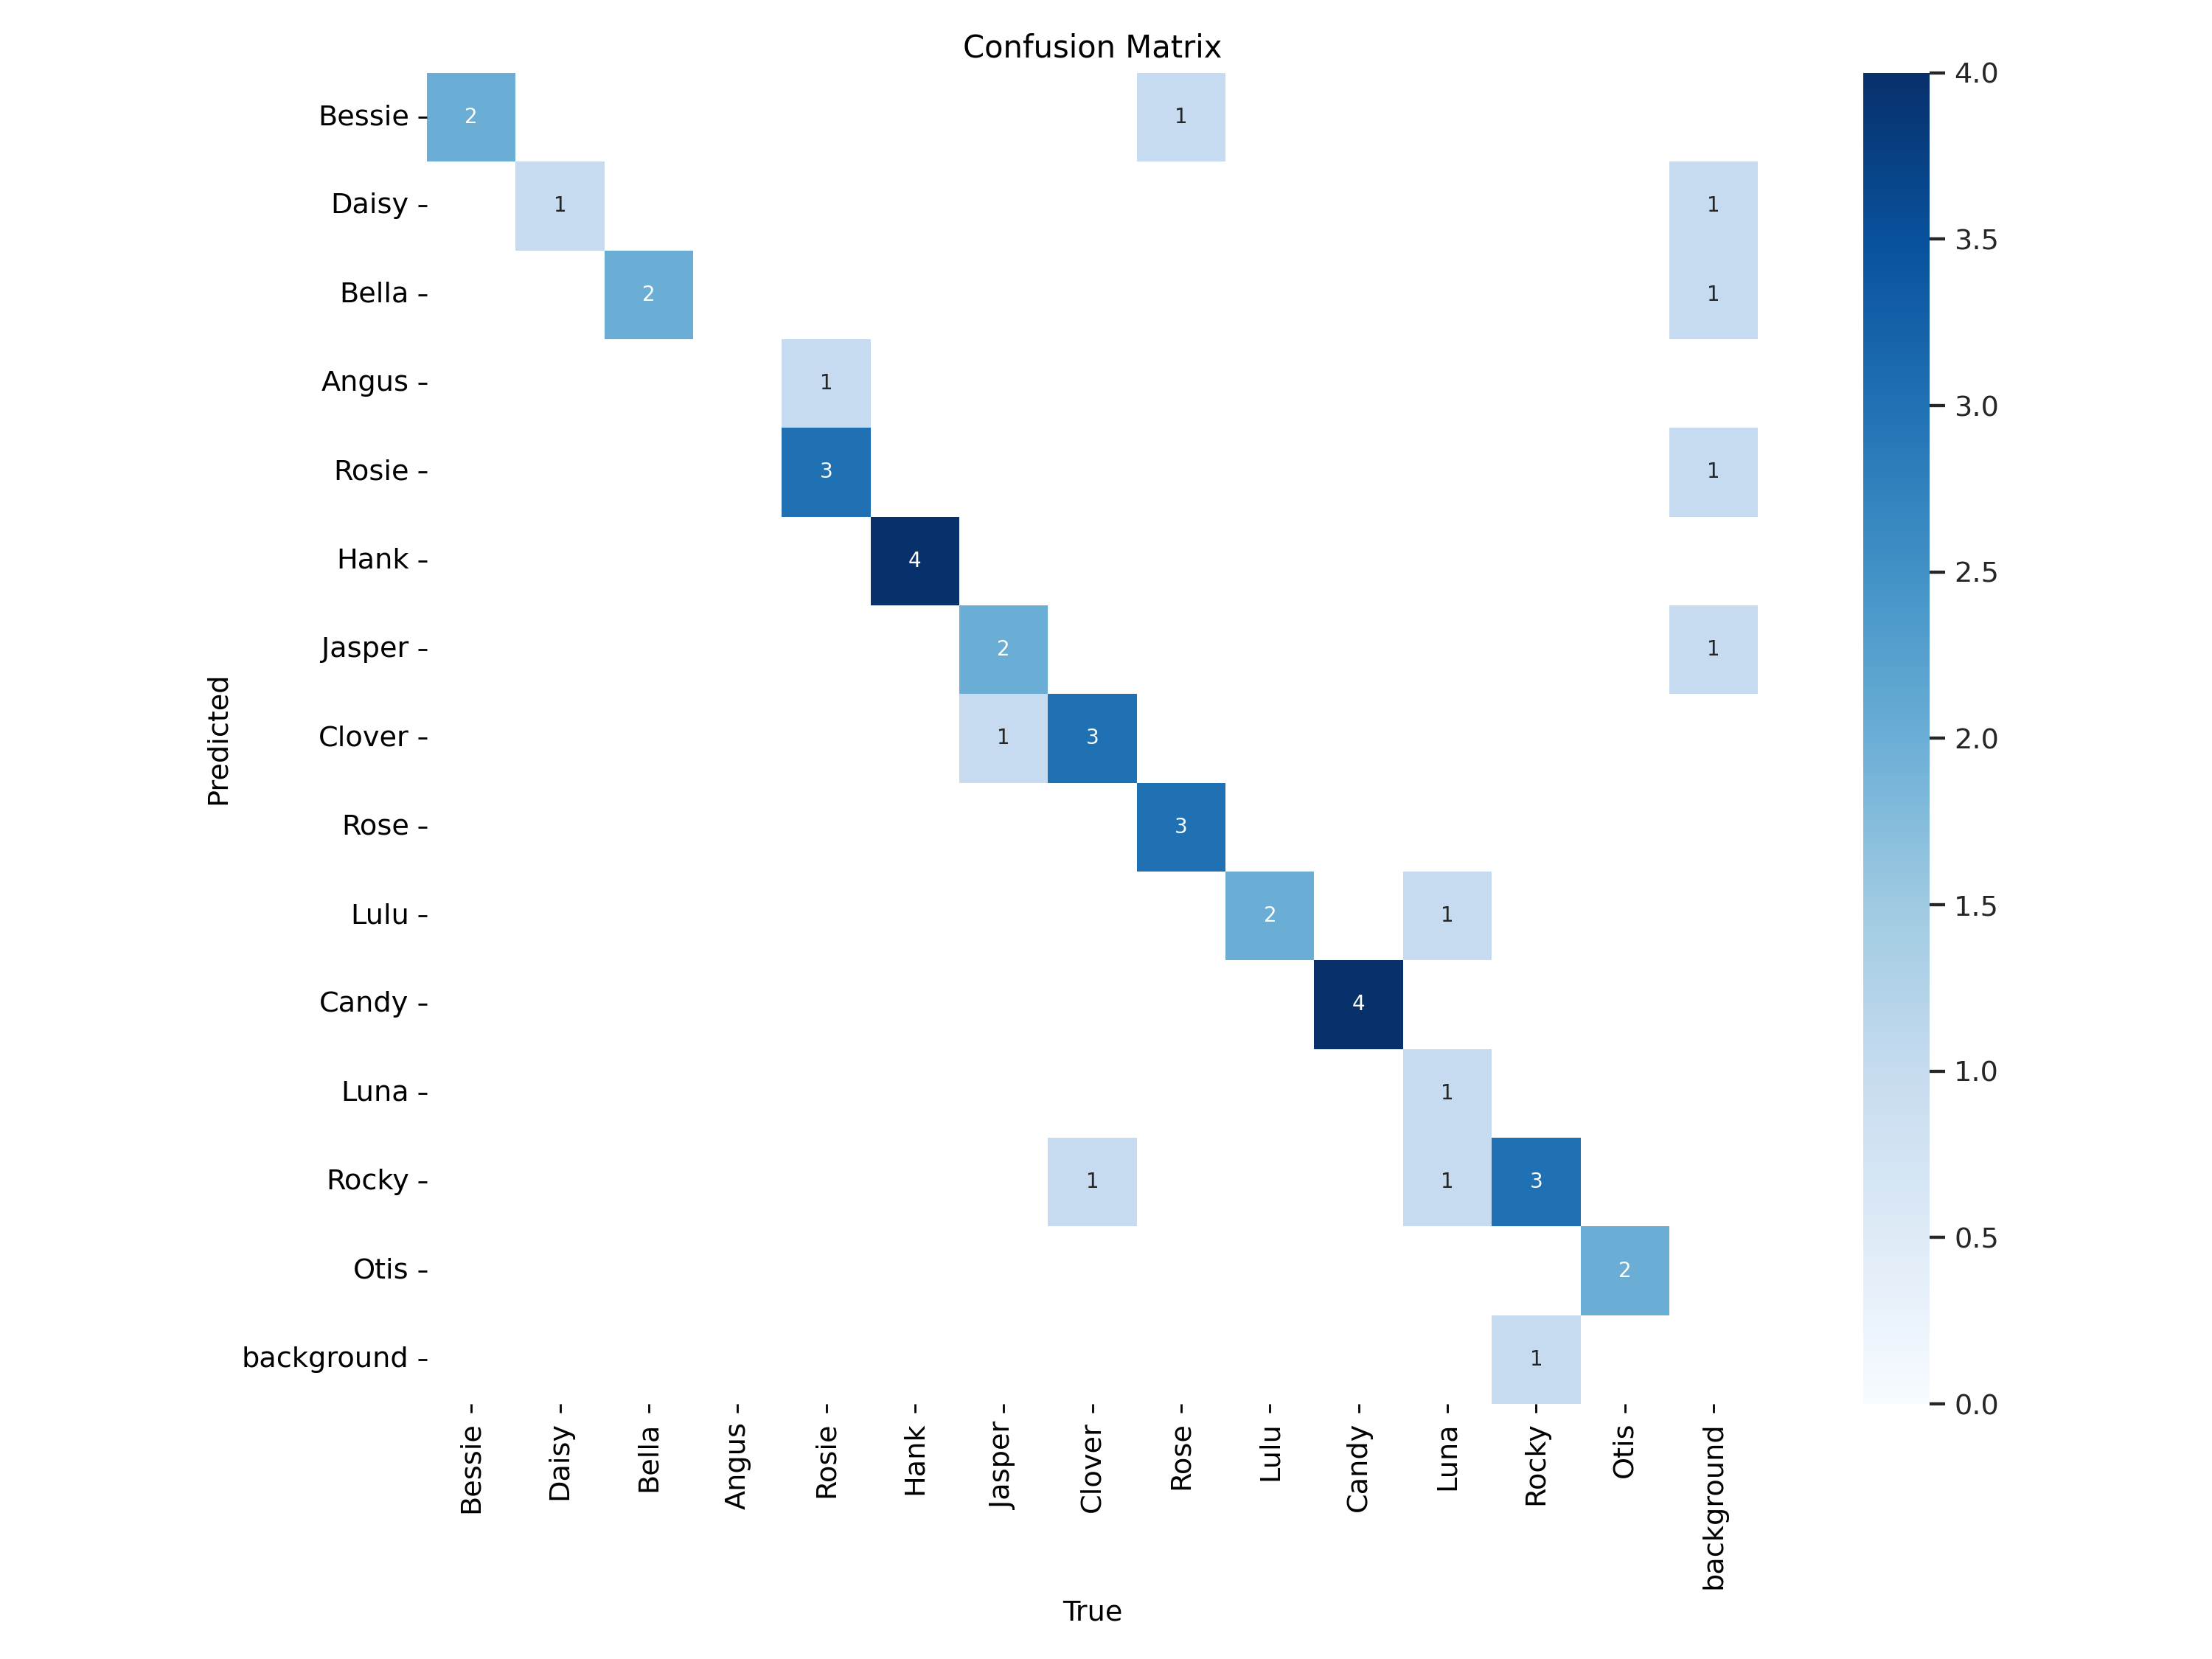 Confusion Matrix
Bessie 2 1
Daisy 1 1
Bella 2 1
Angus 1
Rosie 3 1
Hank 4
Jasper 2 1
Clover 1 3
Rose 3
Lulu 2 1
Candy 4
Luna 1
Rocky 1 1 3
Otis 2
background 1
Predicted
Bessie Daisy Bella Angus Rosie Hank Jasper Clover Rose Lulu Candy Luna Rocky Otis background
True
4.0
3.5
3.0
2.5
2.0
1.5
1.0
0.5
0.0